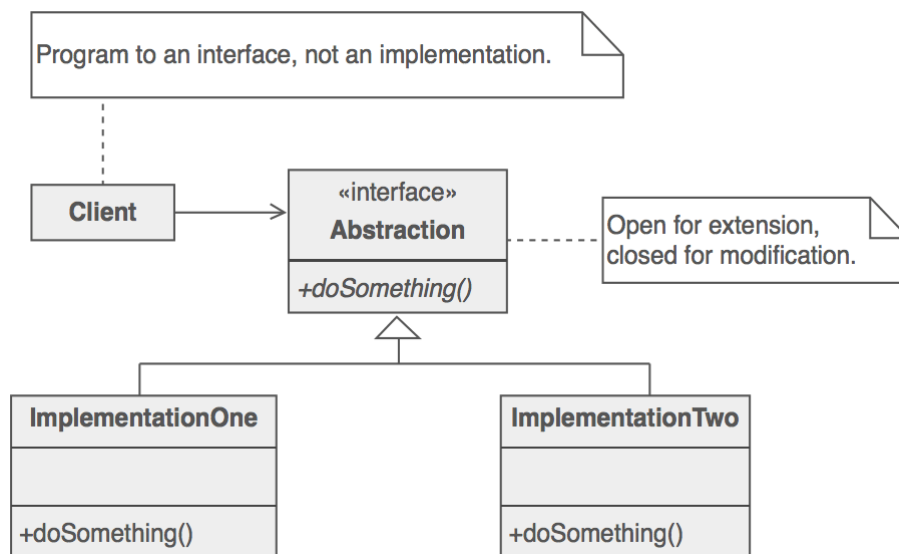 Program to an interface, not an implementation.
Client
«interface»
Abstraction
+doSomething()
Open for extension,
closed for modification.
ImplementationOne
+doSomething()
ImplementationTwo
+doSomething()